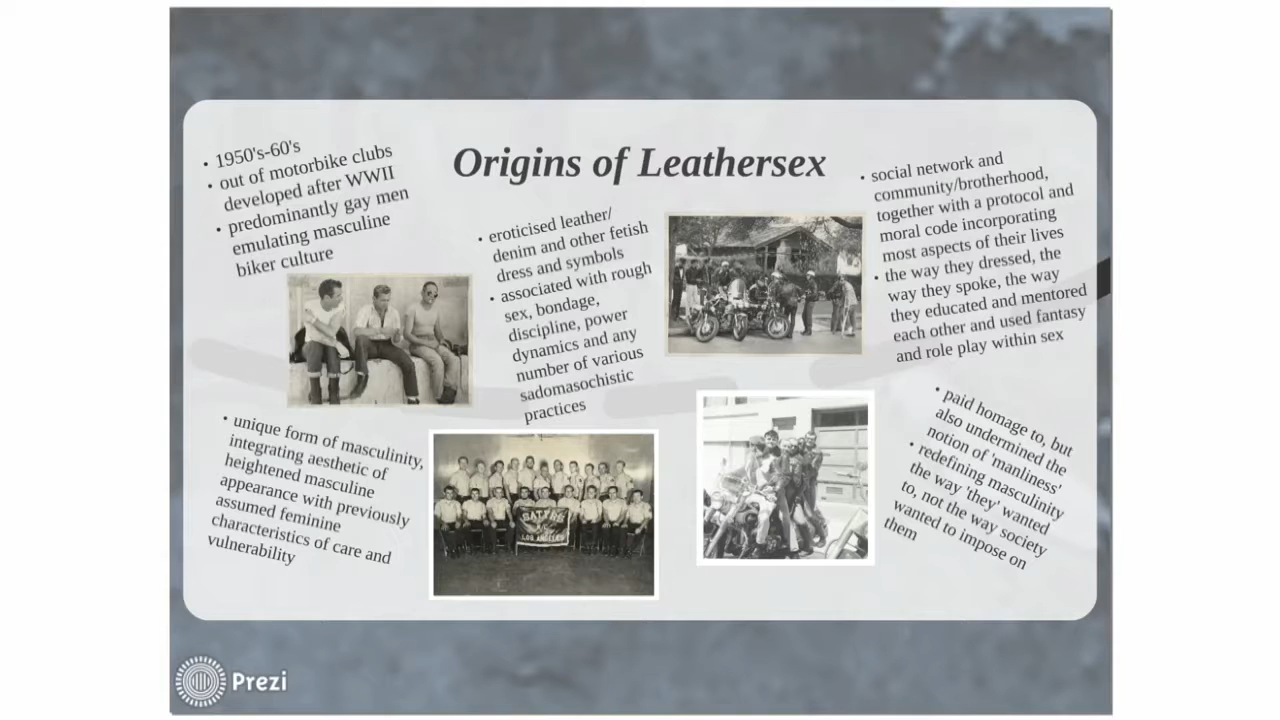 Origins of Leathersex
• 1950's-60's
• out of motorbike clubs
developed after WWII
• predominantly gay men
emulating masculine
biker culture
• eroticised leather/
denim and other fetish
dress and symbols
• associated with rough
sex, bondage,
discipline, power
dynamics and any
number of various
sadomasochistic
practices
• social network and
community/brotherhood,
together with a protocol and
moral code incorporating
most aspects of their lives
• the way they dressed, the
way they spoke, the way
they educated and mentored
each other and used fantasy
and role play within sex
• unique form of masculinity,
integrating aesthetic of
heightened masculine
appearance with previously
assumed feminine
characteristics of care and
vulnerability
LOS ANGELES
• paid homage to, but
also undermined the
notion of 'manliness'
• redefining masculinity
the way 'they' wanted
to, not the way society
wanted to impose on
them
Prezi